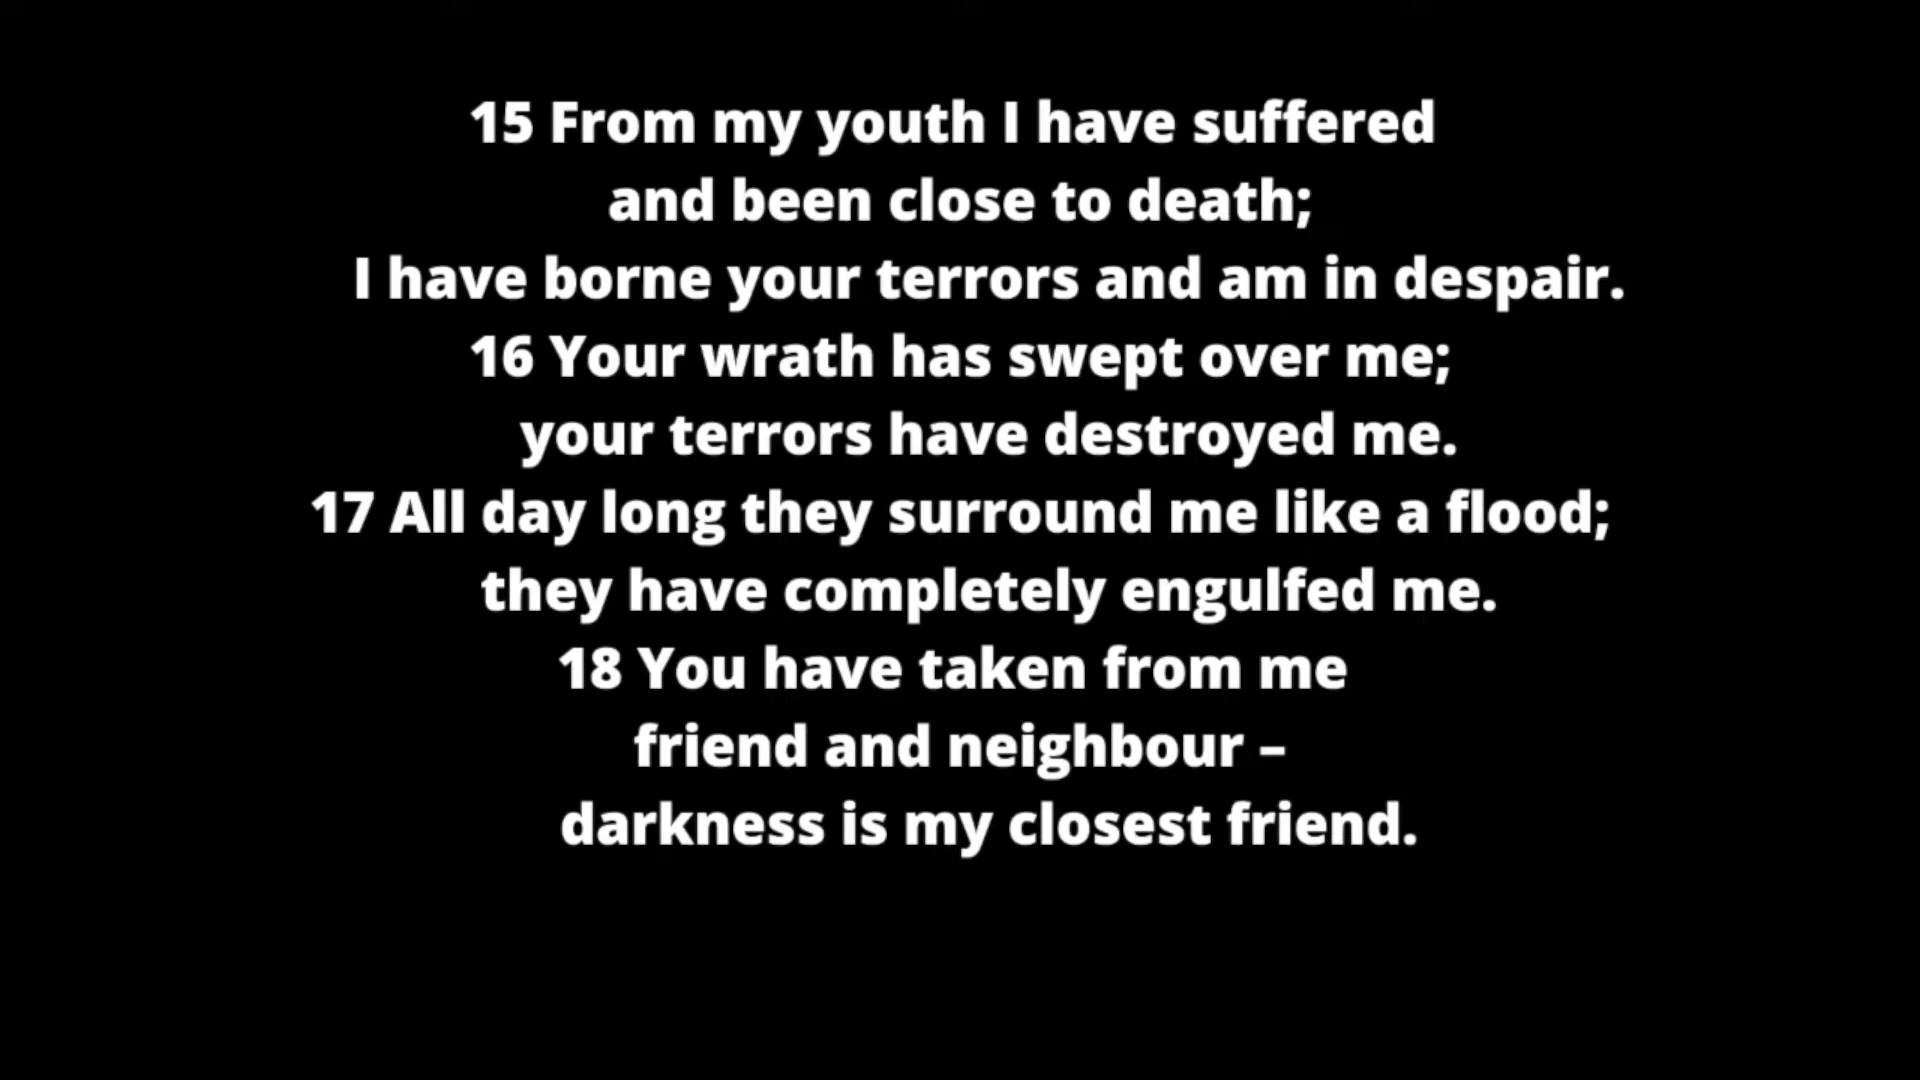 15 From my youth I have suffered
and been close to death;
I have borne your terrors and am in despair.
16 Your wrath has swept over me;
your terrors have destroyed me.
17 All day long they surround me like a flood;
they have completely engulfed me.
18 You have taken from me
friend and neighbour –
darkness is my closest friend.